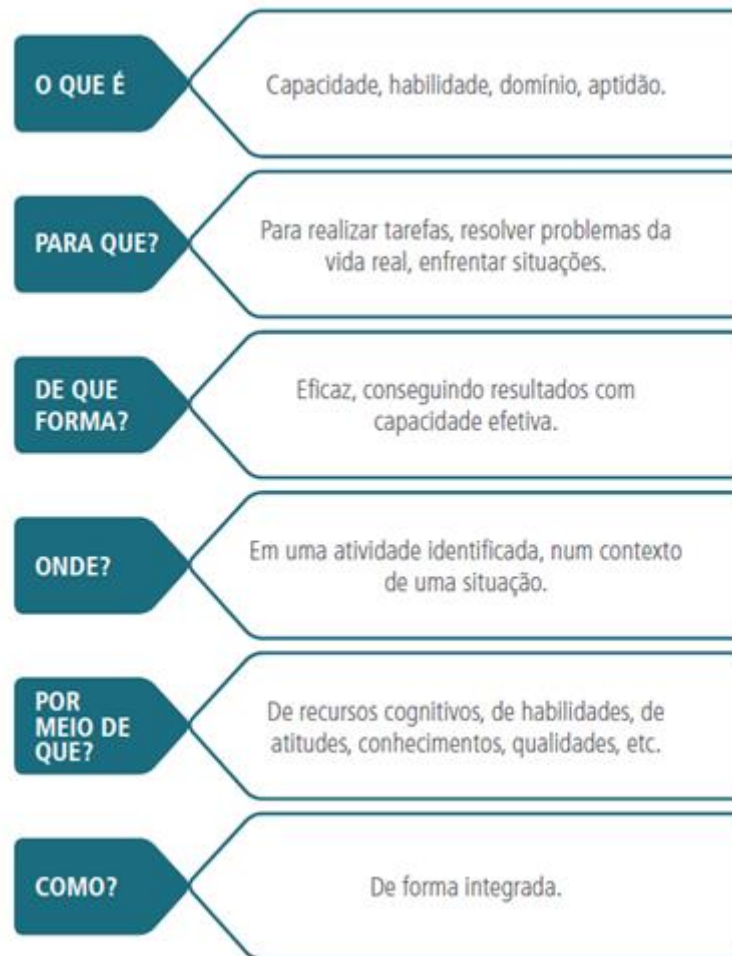 O QUE É
Capacidade, habilidade, domínio, aptidão.
PARA QUE?
Para realizar tarefas, resolver problemas da
vida real, enfrentar situações.
DE QUE
FORMA?
Eficaz, conseguindo resultados com
capacidade efetiva.
ONDE?
Em uma atividade identificada, num contexto
de uma situação.
POR
MEIO DE
QUE?
De recursos cognitivos, de habilidades, de
atitudes, conhecimentos, qualidades, etc.
COMO?
De forma integrada.